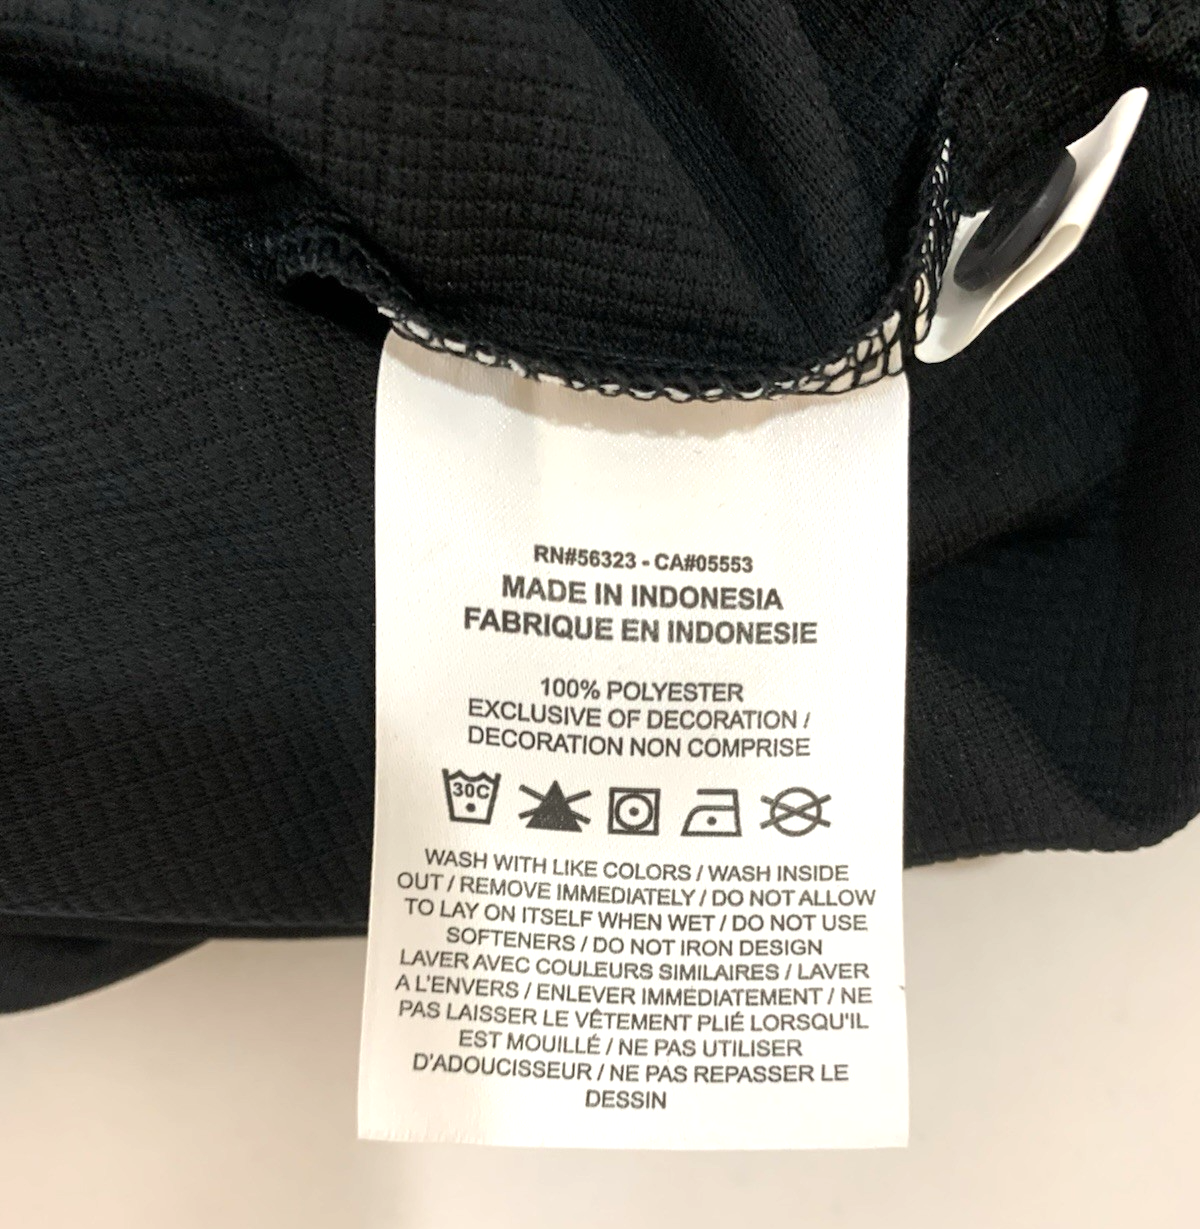 RN#56323 - CA#05553
MADE IN INDONESIA
FABRIQUE EN INDONESIE
100% POLYESTER
EXCLUSIVE OF DECORATION /
DECORATION NON COMPRISE
30C
WASH WITH LIKE COLORS / WASH INSIDE
OUT / REMOVE IMMEDIATELY / DO NOT ALLOW
TO LAY ON ITSELF WHEN WET / DO NOT USE
SOFTENERS / DO NOT IRON DESIGN
LAVER AVEC COULEURS SIMILAIRES / LAVER
A L'ENVERS / ENLEVER IMMEDIATEMENT / NE
PAS LAISSER LE VÊTEMENT PLIÉ LORSQU'IL
EST MOUILLÉ / NE PAS UTILISER
D'ADOUCISSEUR / NE PAS REPASSER LE
DESSIN